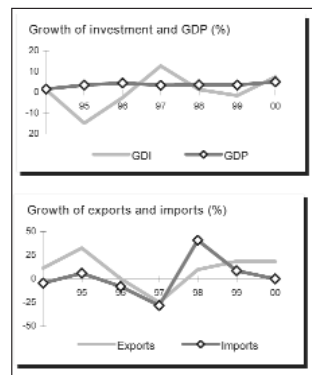 Growth of investment and GDP (%)
20
10
0
95 96 97 98 99 00
10
20
GDI GDP
Growth of exports and imports (%)
50
25
0
95 96 97 98 99 00
-25
-50
Exports Imports